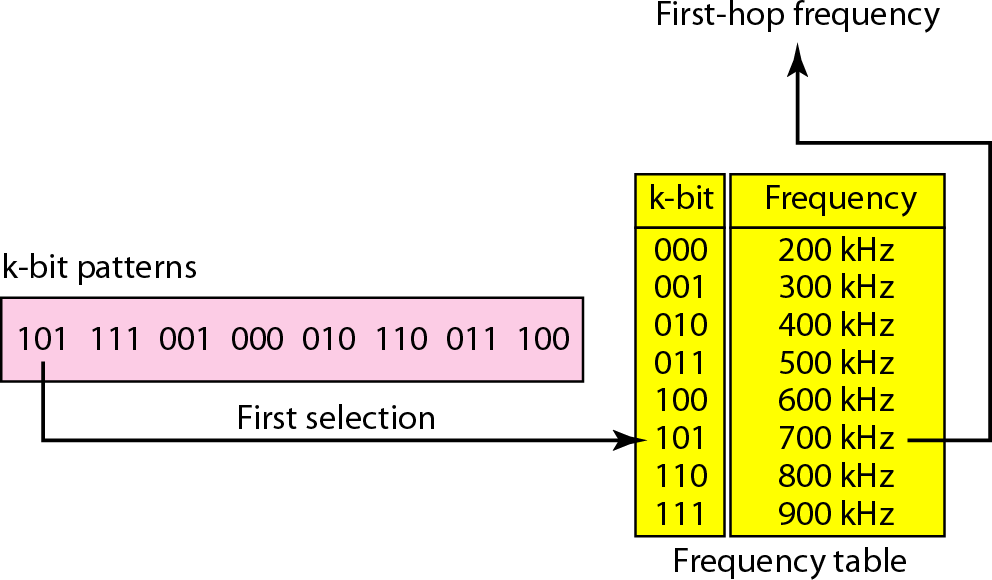 First-hop frequency
k-bit patterns
101 111 001 000 010 110 011 100
First selection
k-bit Frequency
000 200 kHz
001 300 kHz
010 400 kHz
011 500 kHz
100 600 kHz
101 700 kHz
110 800 kHz
111 900 kHz
Frequency table